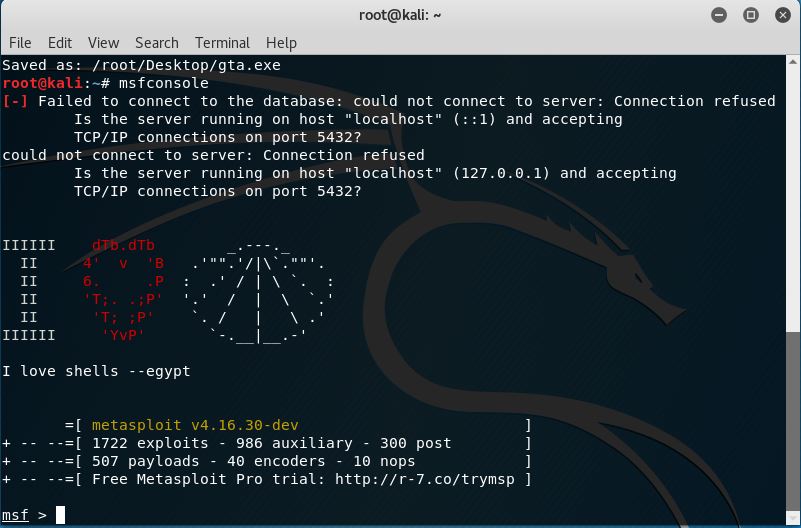 root@kali: ~
File Edit View Search Terminal Help
Saved as: /root/Desktop/gta.exe
root@kali:~# msfconsole
[-] Failed to connect to the database: could not connect to server: Connection refused
        Is the server running on host "localhost" (::1) and accepting
        TCP/IP connections on port 5432?
could not connect to server: Connection refused
        Is the server running on host "localhost" (127.0.0.1) and accepting
        TCP/IP connections on port 5432?
IIIIII    dTb.dTb        _.---._
  II     4'  v  'B   .'"".'/|\`.""'.
  II     6.     .P  :  .' / | \ `.  :
  II     'T;. .;P'  '.'  /  |  \  `.'
  II      'T; ;P'    `. /   |   \ .'
IIIIII     'YvP'       `-.__|__.-'
I love shells --egypt
       =[ metasploit v4.16.30-dev                         ]
+ -- --=[ 1722 exploits - 986 auxiliary - 300 post        ]
+ -- --=[ 507 payloads - 40 encoders - 10 nops            ]
+ -- --=[ Free Metasploit Pro trial: http://r-7.co/trymsp ]
msf >